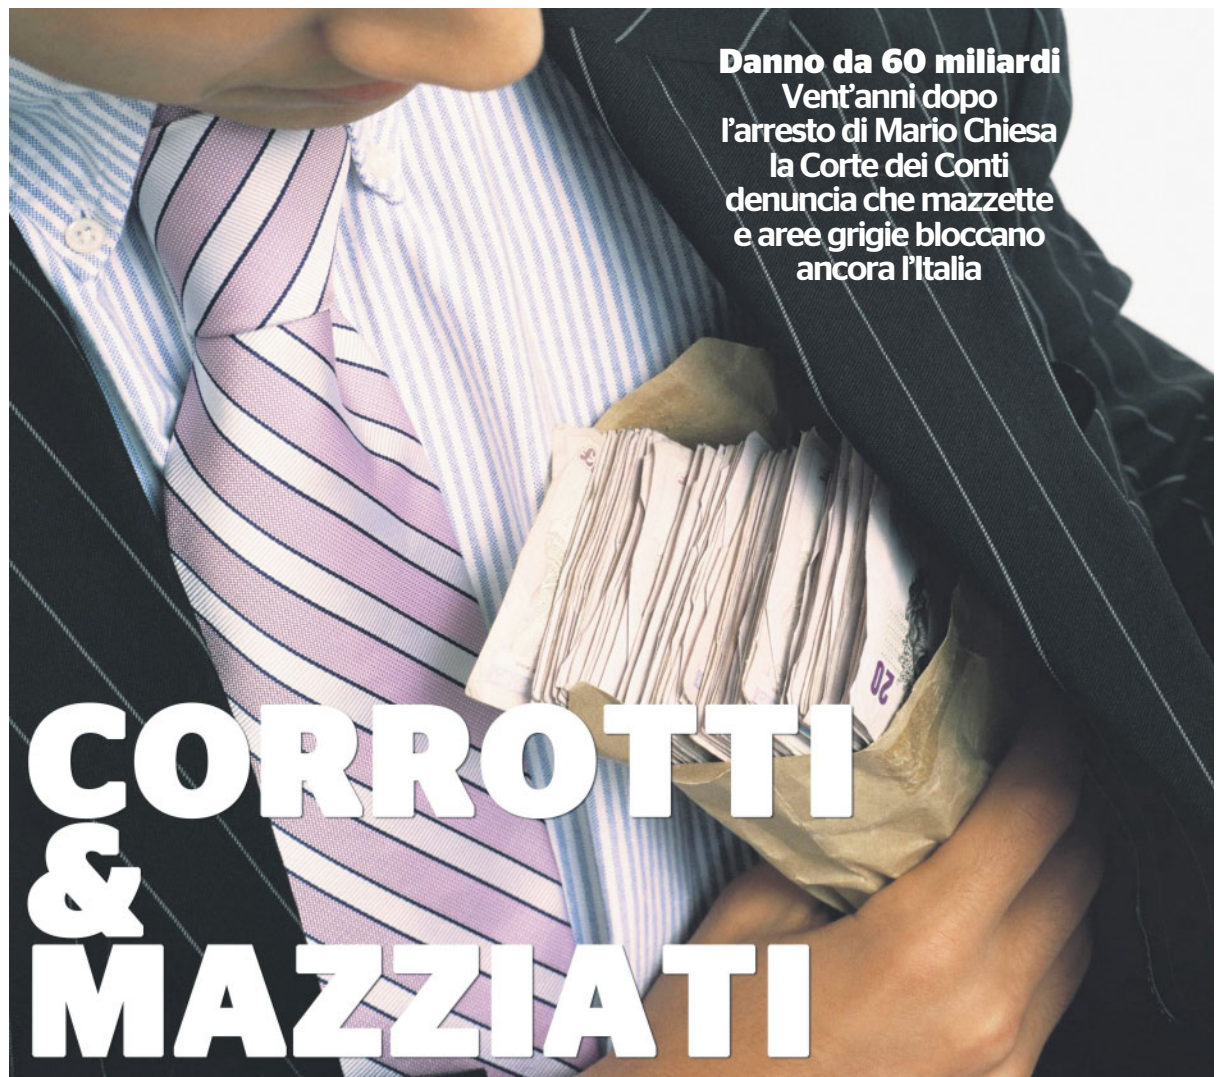 Danno da 60 miliardi
Vent'anni dopo
l'arresto di Mario Chiesa
la Corte dei Conti
denuncia che mazzette
e aree grigie bloccano
ancora l'Italia
20
CORROTTI
&
MAZZIATI